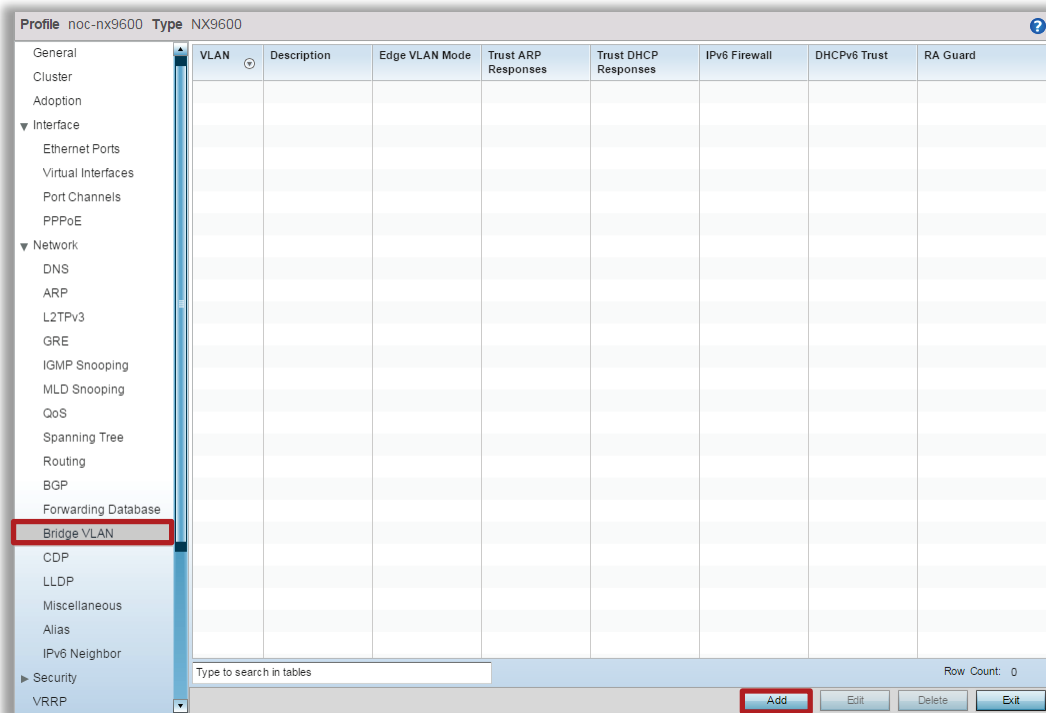 Profile noc-nx9600 Type NX9600
?
General
Cluster
Adoption
Interface
Ethernet Ports
Virtual Interfaces
Port Channels
PPPoE
Network
DNS
ARP
L2TPv3
GRE
IGMP Snooping
MLD Snooping
QoS
Spanning Tree
Routing
BGP
Forwarding Database
Bridge VLAN
CDP
LLDP
Miscellaneous
Alias
IPv6 Neighbor
Security
VRRP
VLAN
Description
Edge VLAN Mode
Trust ARP
Responses
Trust DHCP
Responses
IPv6 Firewall
DHCPv6 Trust
RA Guard
Type to search in tables
Row Count: 0
Add
Edit
Delete
Exit